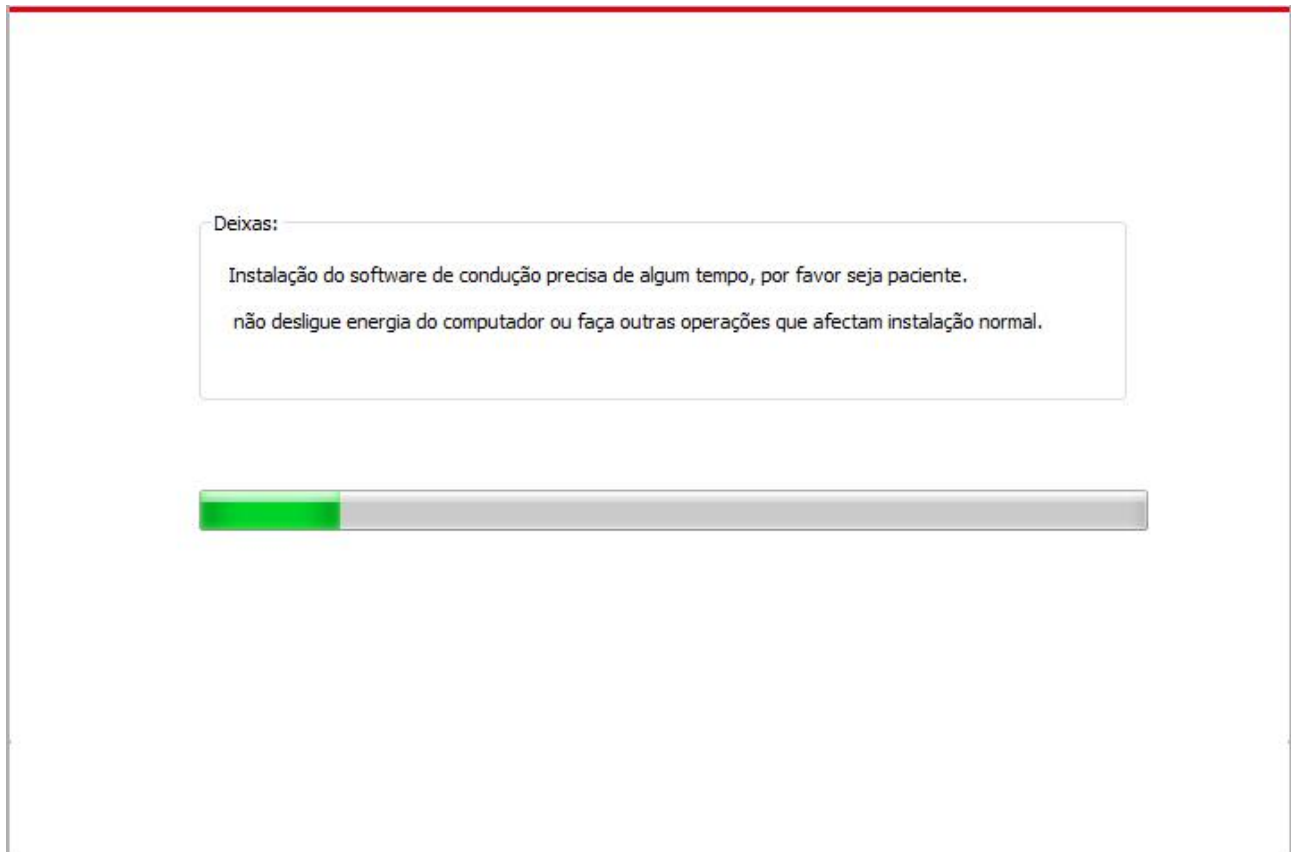 Deixas:
Instalação do software de condução precisa de algum tempo, por favor seja paciente.
não desligue energia do computador ou faça outras operações que afectam instalação normal.